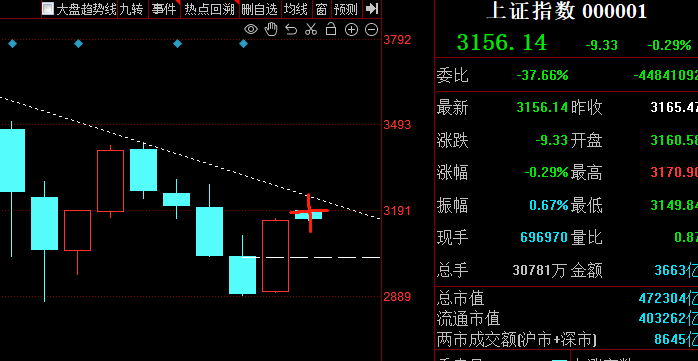 大盘趋势线 九转 事件 热点回溯 删自选 均线 窗 预测
3792
3493
3191
2889
上证指数 000001
3156.14 -9.33 -0.29%
委比 -37.66% -44841092
最新 3156.14 昨收 3165.47
涨跌 -9.33 开盘 3160.58
涨幅 -0.29% 最高 3170.90
振幅 0.67% 最低 3149.84
现手 696970 量比 0.87
总手 30781万 金额 3663亿
总市值 472304亿
流通市值 403262亿
两市成交额(沪市+深市) 8645亿